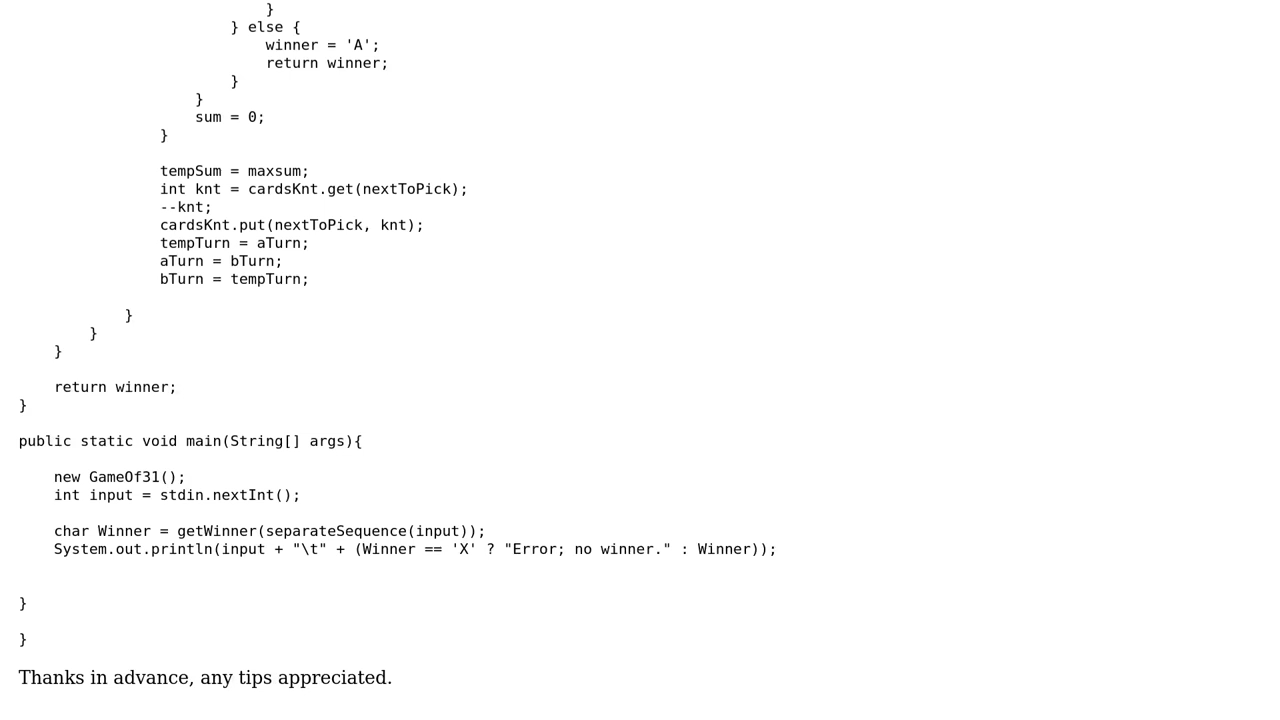 }
} else {
winner = 'A';
return winner;
}
}
sum = 0;
}
tempSum = maxsum;
int knt = cardsKnt.get(nextToPick);
--knt;
cardsKnt.put(nextToPick, knt);
tempTurn = aTurn;
aTurn = bTurn;
bTurn = tempTurn;
}
}
}
return winner;
}
public static void main(String[] args){
new GameOf31();
int input = stdin.nextInt();
char Winner = getWinner(separateSequence(input));
System.out.println(input + "\t" + (Winner == 'X' ? "Error; no winner." : Winner));
}
}
Thanks in advance, any tips appreciated.